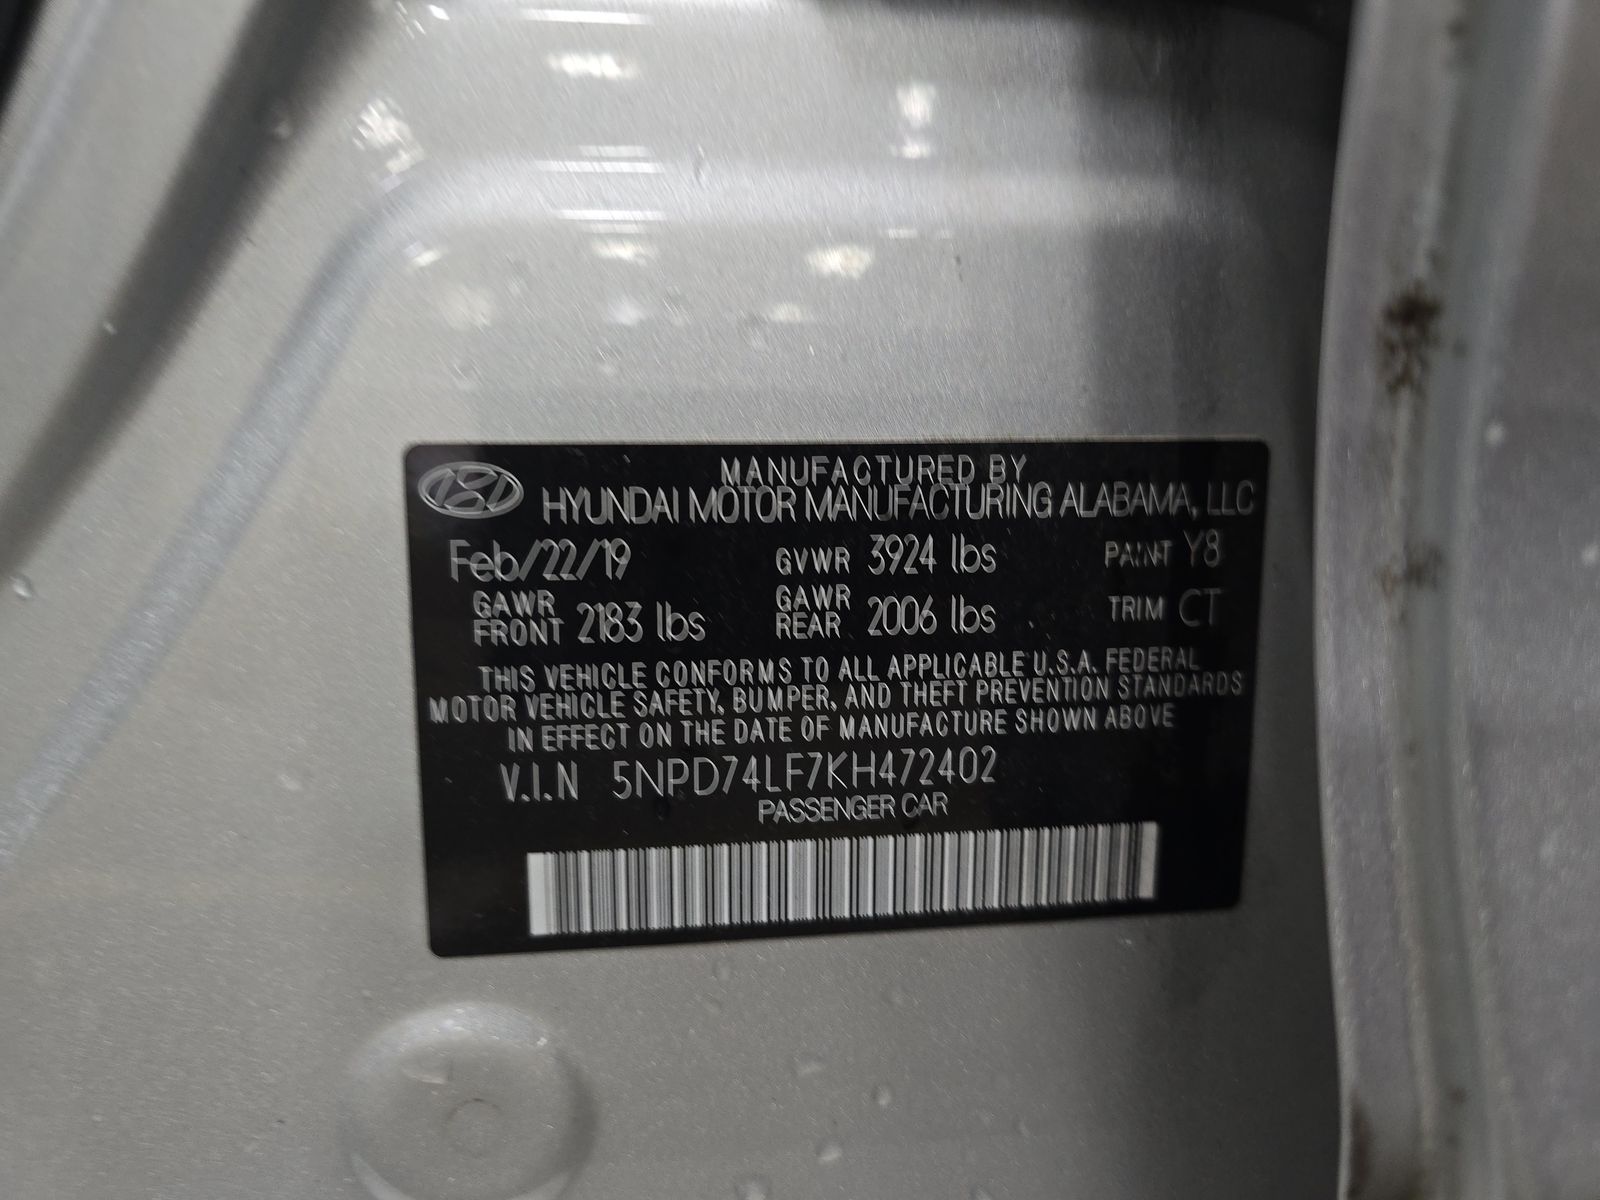 MANUFACTURED BY
HYUNDAI MOTOR MANUFACTURING ALABAMA, LLC
Feb/22/19 GVWR 3924 lbs PAINT Y8
GAWR FRONT 2183 lbs GAWR REAR 2006 lbs TRIM CT
THIS VEHICLE CONFORMS TO ALL APPLICABLE U.S.A. FEDERAL
MOTOR VEHICLE SAFETY, BUMPER, AND THEFT PREVENTION STANDARDS
IN EFFECT ON THE DATE OF MANUFACTURE SHOWN ABOVE
V.I.N 5NPD74LF7KH472402
PASSENGER CAR